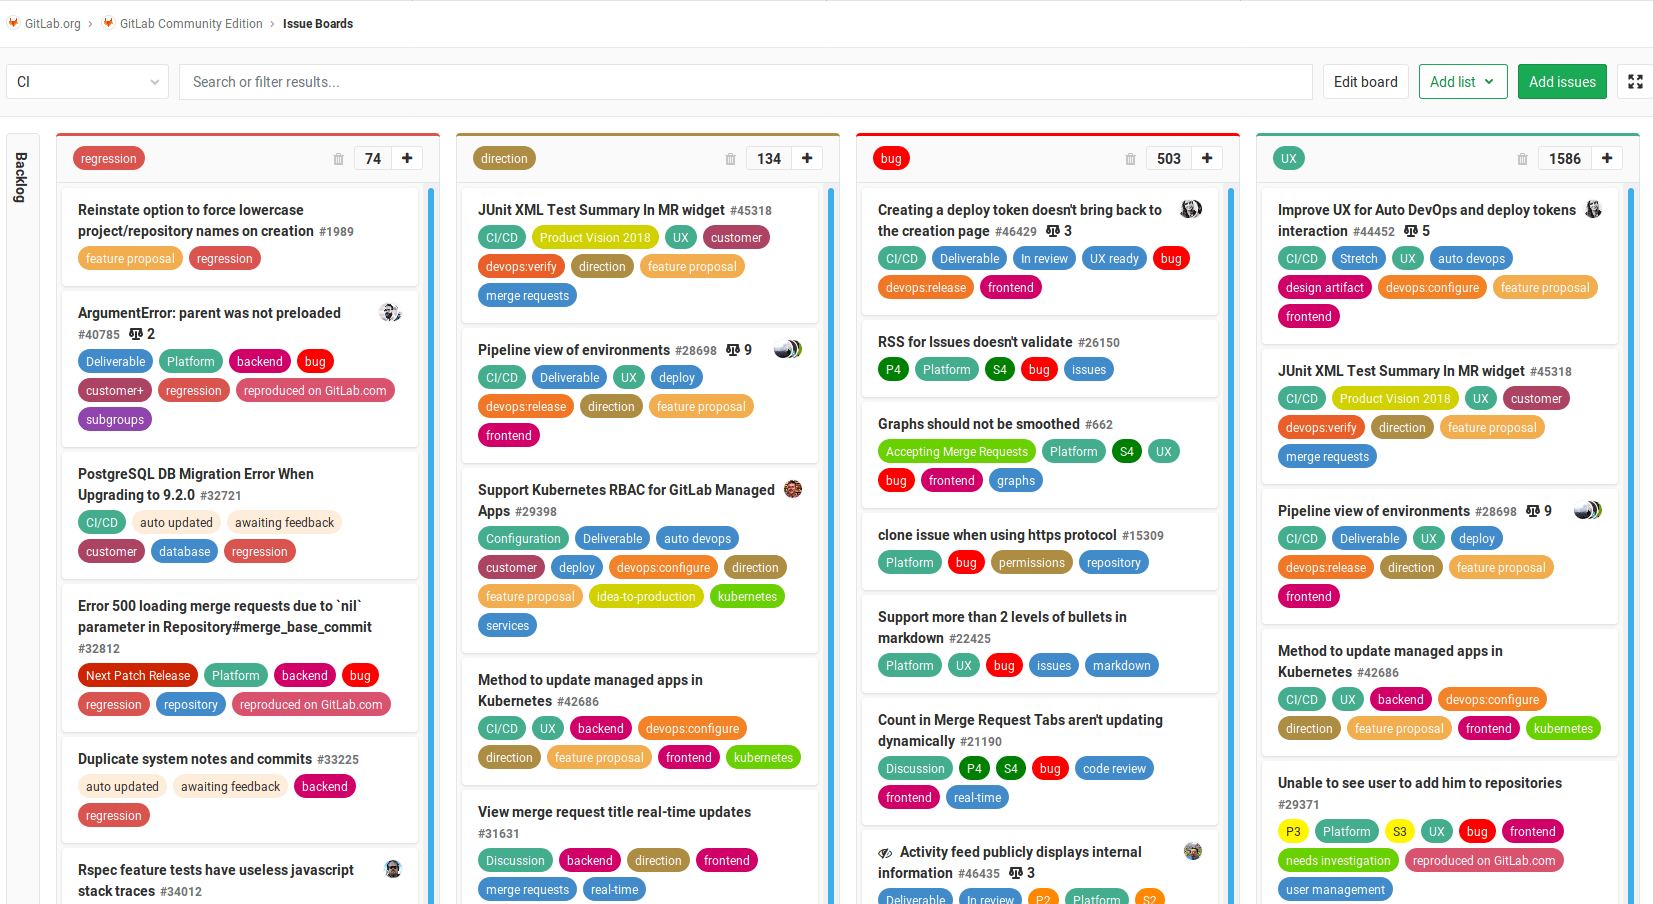 GitLab.org › GitLab Community Edition › Issue Boards
CI
Search or filter results...
Edit board
Add list
Add issues
Backlog
regression
74
Reinstate option to force lowercase
project/repository names on creation #1989
feature proposal regression
ArgumentError: parent was not preloaded
#40785 2
Deliverable Platform backend bug
customer+ regression reproduced on GitLab.com
subgroups
PostgreSQL DB Migration Error When
Upgrading to 9.2.0 #32721
CI/CD auto updated awaiting feedback
customer database regression
Error 500 loading merge requests due to `nil`
parameter in Repository#merge_base_commit
#32812
Next Patch Release Platform backend bug
regression repository reproduced on GitLab.com
Duplicate system notes and commits #33225
auto updated awaiting feedback backend
regression
Rspec feature tests have useless javascript
stack traces #34012
direction
134
JUnit XML Test Summary In MR widget #45318
CI/CD Product Vision 2018 UX customer
devops:verify direction feature proposal
merge requests
Pipeline view of environments #28698 9
CI/CD Deliverable UX deploy
devops:release direction feature proposal
frontend
Support Kubernetes RBAC for GitLab Managed
Apps #29398
Configuration Deliverable auto devops
customer deploy devops:configure direction
feature proposal idea-to-production kubernetes
services
Method to update managed apps in
Kubernetes #42686
CI/CD UX backend devops:configure
direction feature proposal frontend kubernetes
View merge request title real-time updates
#31631
Discussion backend direction frontend
merge requests real-time
bug
503
Creating a deploy token doesn't bring back to
the creation page #46429 3
CI/CD Deliverable In review UX ready bug
devops:release frontend
RSS for Issues doesn't validate #26150
P4 Platform S4 bug issues
Graphs should not be smoothed #662
Accepting Merge Requests Platform S4 UX
bug frontend graphs
clone issue when using https protocol #15309
Platform bug permissions repository
Support more than 2 levels of bullets in
markdown #22425
Platform UX bug issues markdown
Count in Merge Request Tabs aren't updating
dynamically #21190
Discussion P4 S4 bug code review
frontend real-time
Activity feed publicly displays internal
information #46435 3
Deliverable In review P2 Platform S2
UX
1586
Improve UX for Auto DevOps and deploy tokens
interaction #44452 5
CI/CD Stretch UX auto devops
design artifact devops:configure feature proposal
frontend
JUnit XML Test Summary In MR widget #45318
CI/CD Product Vision 2018 UX customer
devops:verify direction feature proposal
merge requests
Pipeline view of environments #28698 9
CI/CD Deliverable UX deploy
devops:release direction feature proposal
frontend
Method to update managed apps in
Kubernetes #42686
CI/CD UX backend devops:configure
direction feature proposal frontend kubernetes
Unable to see user to add him to repositories
#29371
P3 Platform S3 UX bug frontend
needs investigation reproduced on GitLab.com
user management